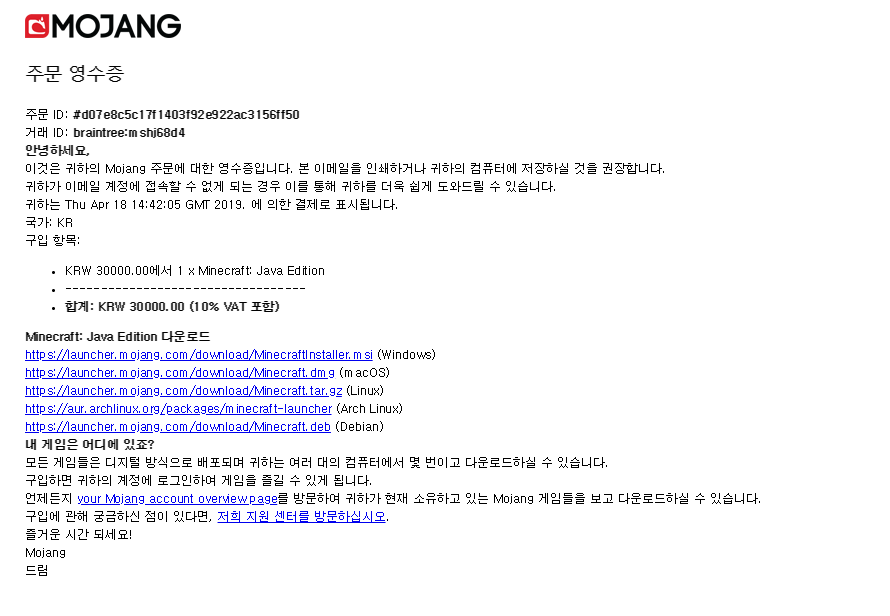 MOJANG
주문 영수증
주문 ID: #d07e8c5c17f1403f92e922ac3156ff50
거래 ID: braintree:mshj68d4
안녕하세요,
이것은 귀하의 Mojang 주문에 대한 영수증입니다. 본 이메일을 인쇄하거나 귀하의 컴퓨터에 저장하실 것을 권장합니다.
귀하가 이메일 계정에 접속할 수 없게 되는 경우 이를 통해 귀하를 더욱 쉽게 도와드릴 수 있습니다.
귀하는 Thu Apr 18 14:42:05 GMT 2019. 에 의한 결제로 표시됩니다.
국가: KR
구입 항목:
• KRW 30000.00에서 1 x Minecraft: Java Edition
• ----------------------------------
• 합계: KRW 30000.00 (10% VAT 포함)
Minecraft: Java Edition 다운로드
https://launcher.mojang.com/download/MinecraftInstaller.msi (Windows)
https://launcher.mojang.com/download/Minecraft.dmg (macOS)
https://launcher.mojang.com/download/Minecraft.tar.gz (Linux)
https://aur.archlinux.org/packages/minecraft-launcher (Arch Linux)
https://launcher.mojang.com/download/Minecraft.deb (Debian)
내 게임은 어디에 있죠?
모든 게임들은 디지털 방식으로 배포되며 귀하는 여러 대의 컴퓨터에서 몇 번이고 다운로드하실 수 있습니다.
구입하면 귀하의 계정에 로그인하여 게임을 즐길 수 있게 됩니다.
언제든지 your Mojang account overview page를 방문하여 귀하가 현재 소유하고 있는 Mojang 게임들을 보고 다운로드하실 수 있습니다.
구입에 관해 궁금하신 점이 있다면, 저희 지원 센터를 방문하십시오.
즐거운 시간 되세요!
Mojang
드림